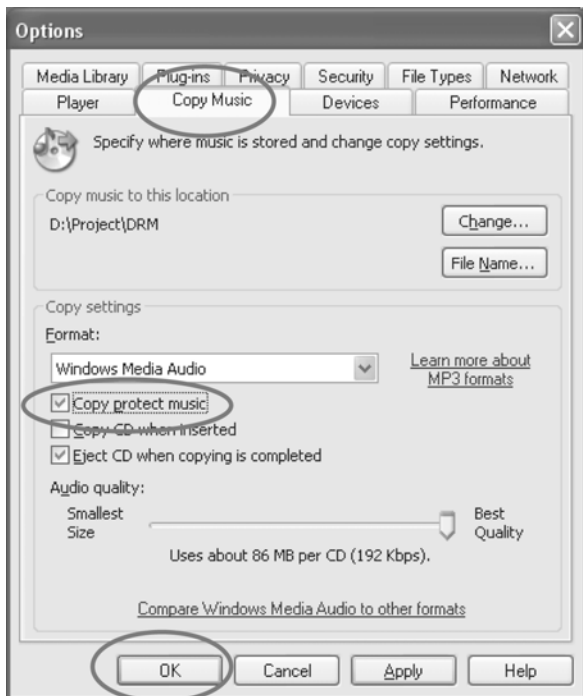 Options
Media Library Plug-ins Privacy Security File Types Network
Player Copy Music Devices Performance
Specify where music is stored and change copy settings.
Copy music to this location
D:\Project\DRM
Change...
File Name...
Copy settings
Format:
Windows Media Audio
Learn more about
MP3 formats
Copy protect music
Copy CD when inserted
Eject CD when copying is completed
Audio quality:
Smallest
Size
Best
Quality
Uses about 86 MB per CD (192 Kbps).
Compare Windows Media Audio to other formats
OK Cancel Apply Help